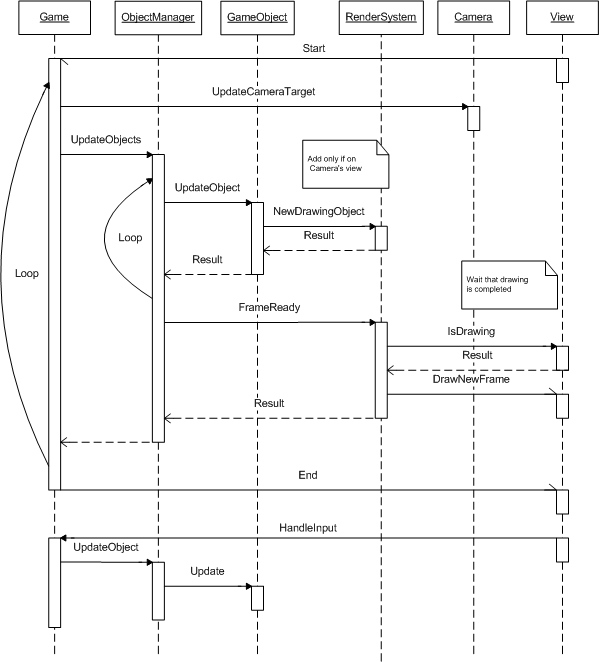 Game
ObjectManager
GameObject
RenderSystem
Camera
View
Start
UpdateCameraTarget
UpdateObjects
Add only if on
Camera's view
UpdateObject
NewDrawingObject
Loop
Result
Result
Loop
Wait that drawing
is completed
FrameReady
IsDrawing
Result
DrawNewFrame
Result
End
HandleInput
UpdateObject
Update